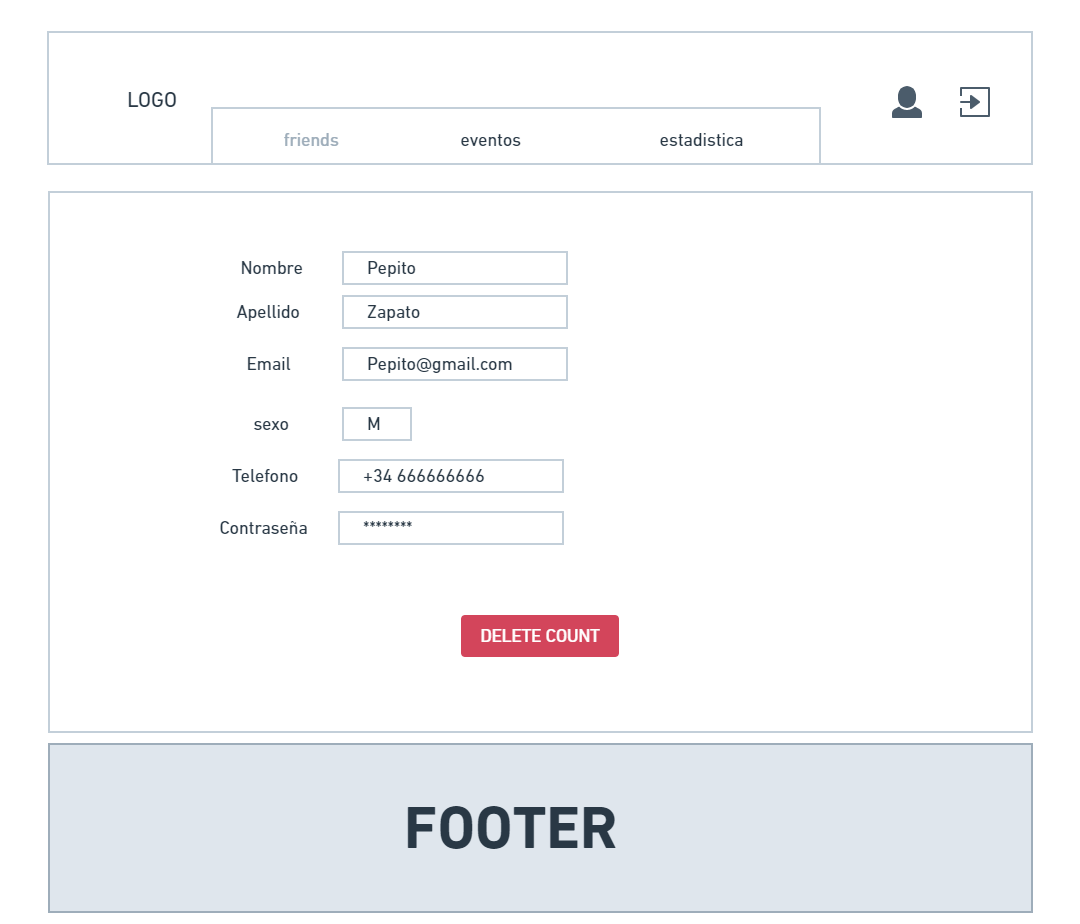 LOGO
friends eventos estadistica
Nombre Pepito
Apellido Zapato
Email Pepito@gmail.com
sexo M
Telefono +34 666666666
Contraseña ********
DELETE COUNT
FOOTER